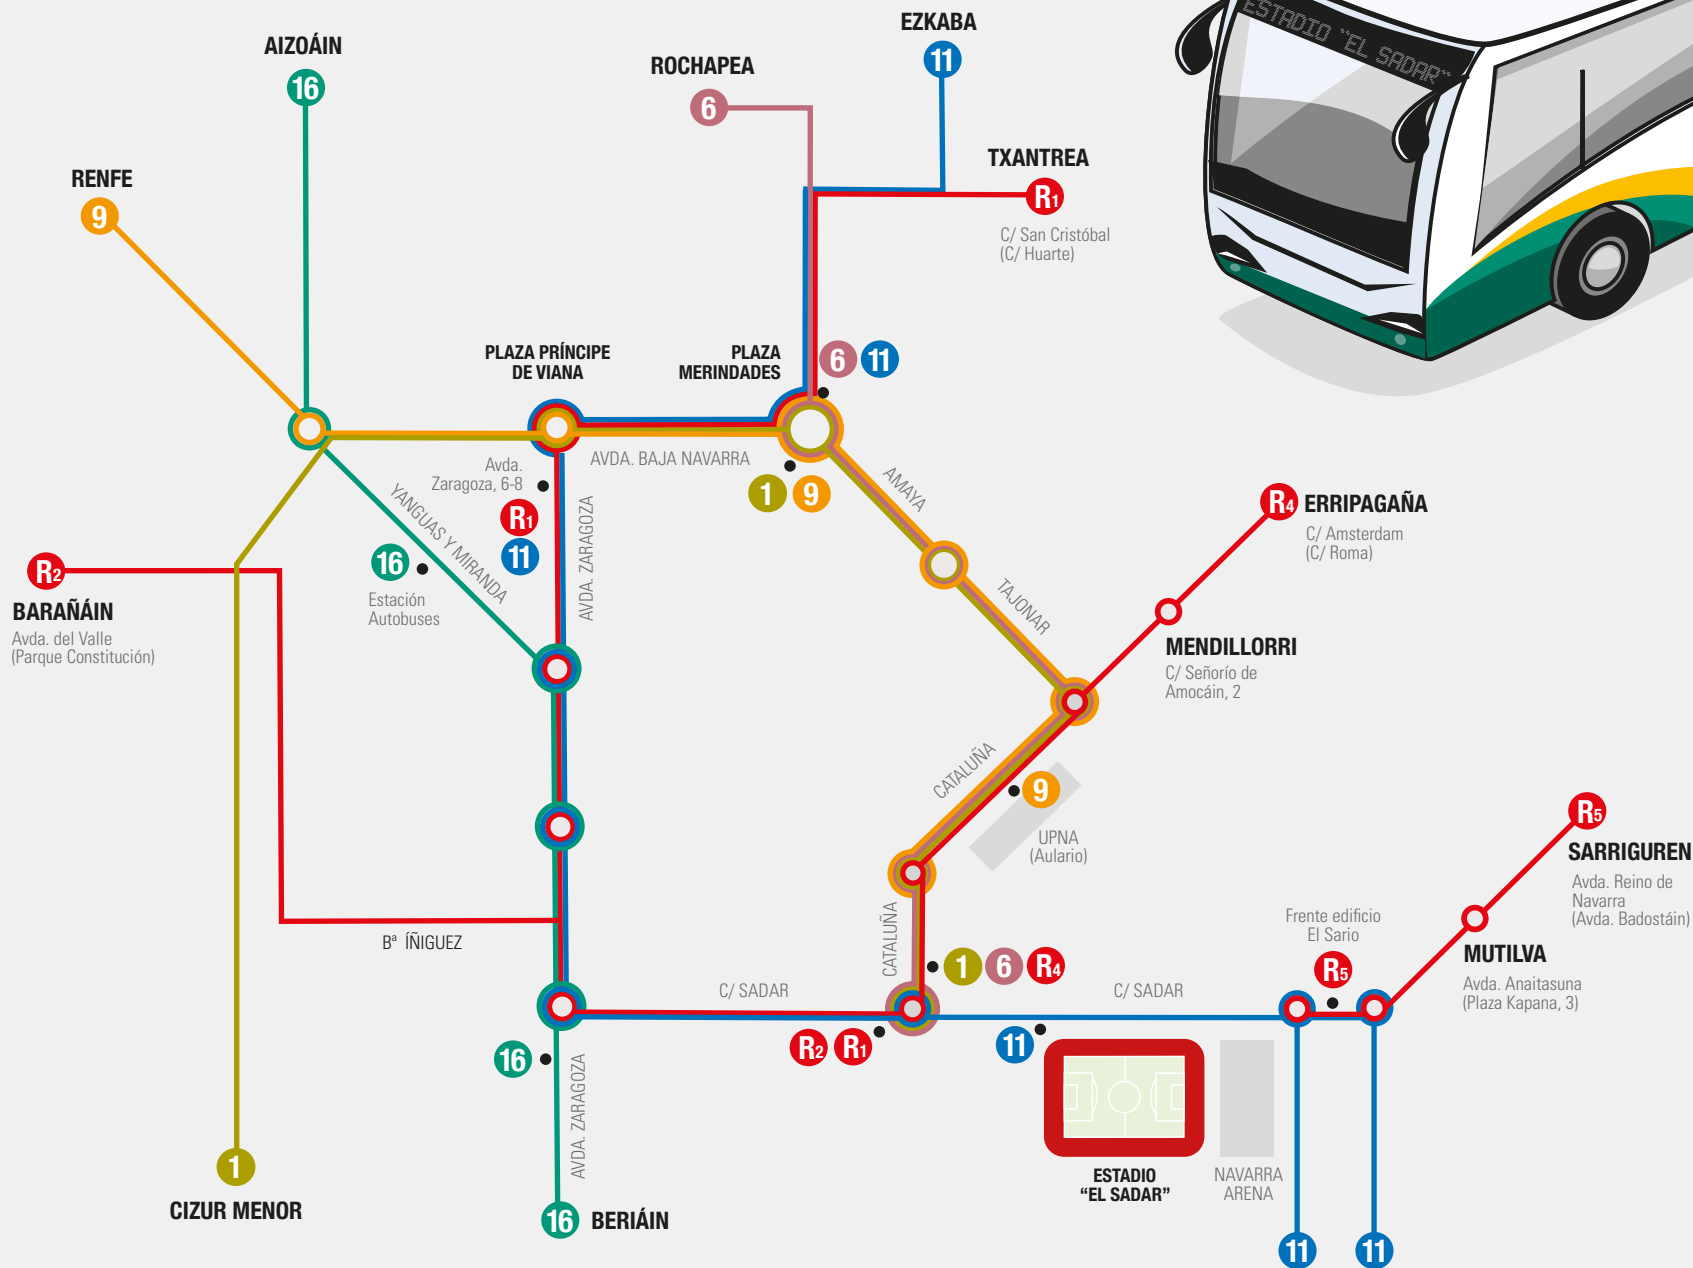 ESTADIO "EL SADAR"
EZKABA
11
AIZOÁIN
16
ROCHAPEA
6
TXANTREA
R1
C/ San Cristóbal
(C/ Huarte)
RENFE
9
PLAZA PRÍNCIPE
DE VIANA
PLAZA
MERINDADES
6 11
AVDA. BAJA NAVARRA
Avda.
Zaragoza, 6-8
R1
11
1 9
AMAYA
YANGUAS Y MIRANDA
AVDA. ZARAGOZA
R4 ERRIPAGAÑA
C/ Amsterdam
(C/ Roma)
16
Estación
Autobuses
R2
BARAÑÁIN
Avda. del Valle
(Parque Constitución)
TAJONAR
MENDILLORRI
C/ Señorío de
Amocáin, 2
CATALUÑA
9
UPNA
(Aulario)
R5
SARRIGUREN
Avda. Reino de
Navarra
(Avda. Badostáin)
Bª ÍÑIGUEZ
CATALUÑA
Frente edificio
El Sario
R5
MUTILVA
Avda. Anaitasuna
(Plaza Kapana, 3)
1 6 R4
C/ SADAR
C/ SADAR
R2 R1
11
16
AVDA. ZARAGOZA
ESTADIO
“EL SADAR”
NAVARRA
ARENA
1
CIZUR MENOR
16 BERIÁIN
11
11